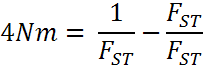 4Nm = 1/F_ST − F_ST/F_ST